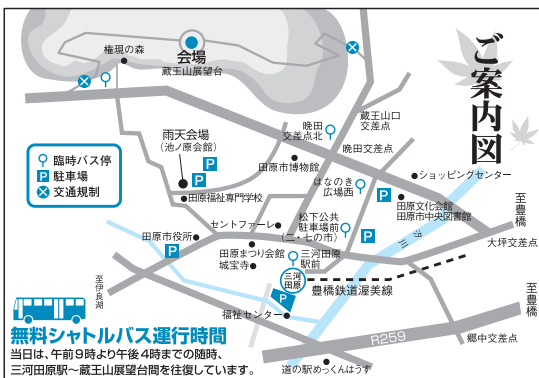 ご案内図
権現の森
会場
蔵王山展望台
蔵王山口
交差点
晩田
交差点北
晩田交差点
雨天会場
(池ノ原会館)
臨時バス停
駐車場
交通規制
P
P
田原市博物館
はなのき
広場西
ショッピングセンター
田原福祉専門学校
P
田原文化会館
田原市中央図書館
至豊橋
セントファーレ
松下公共
駐車場前
(二・七の市)
P
汐川
大坪交差点
田原市役所
P
田原まつり会館
城宝寺
三河田原
駅前
三河
田原
豊橋鉄道渥美線
至伊良湖
P
福祉センター
至豊橋
R259
郷中交差点
道の駅めっくんはうす
無料シャトルバス運行時間
当日は、午前9時より午後4時までの随時、
三河田原駅〜蔵王山展望台間を往復しています。